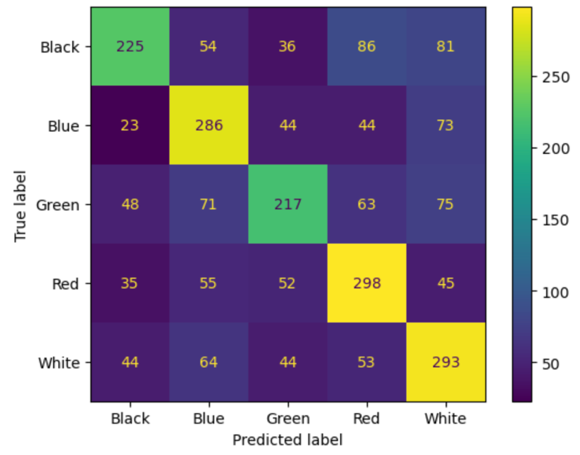 Black 225 54 36 86 81
Blue 23 286 44 44 73
Green 48 71 217 63 75
Red 35 55 52 298 45
White 44 64 44 53 293
Black Blue Green Red White
Predicted label
True label
250
200
150
100
50